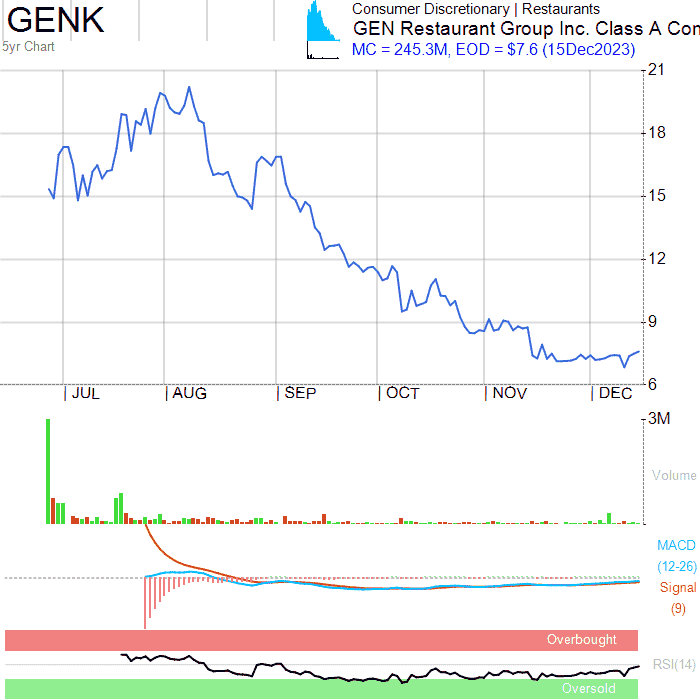 GENK
5yr Chart
Consumer Discretionary | Restaurants
GEN Restaurant Group Inc. Class A Con
MC = 245.3M, EOD = $7.6 (15Dec2023)
21
18
15
12
9
6
JUL AUG SEP OCT NOV DEC
3M
Volume
MACD
(12-26)
Signal
(9)
Overbought
RSI(14)
Oversold